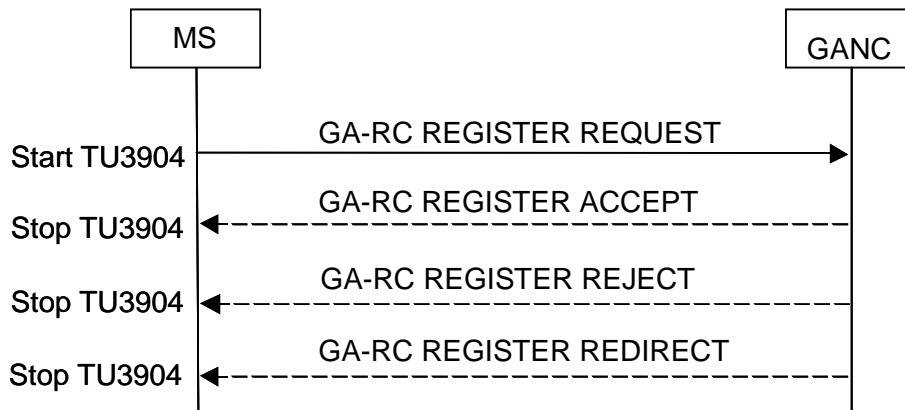 MS
GANC
GA-RC REGISTER REQUEST
Start TU3904
GA-RC REGISTER ACCEPT
Stop TU3904
GA-RC REGISTER REJECT
Stop TU3904
GA-RC REGISTER REDIRECT
Stop TU3904